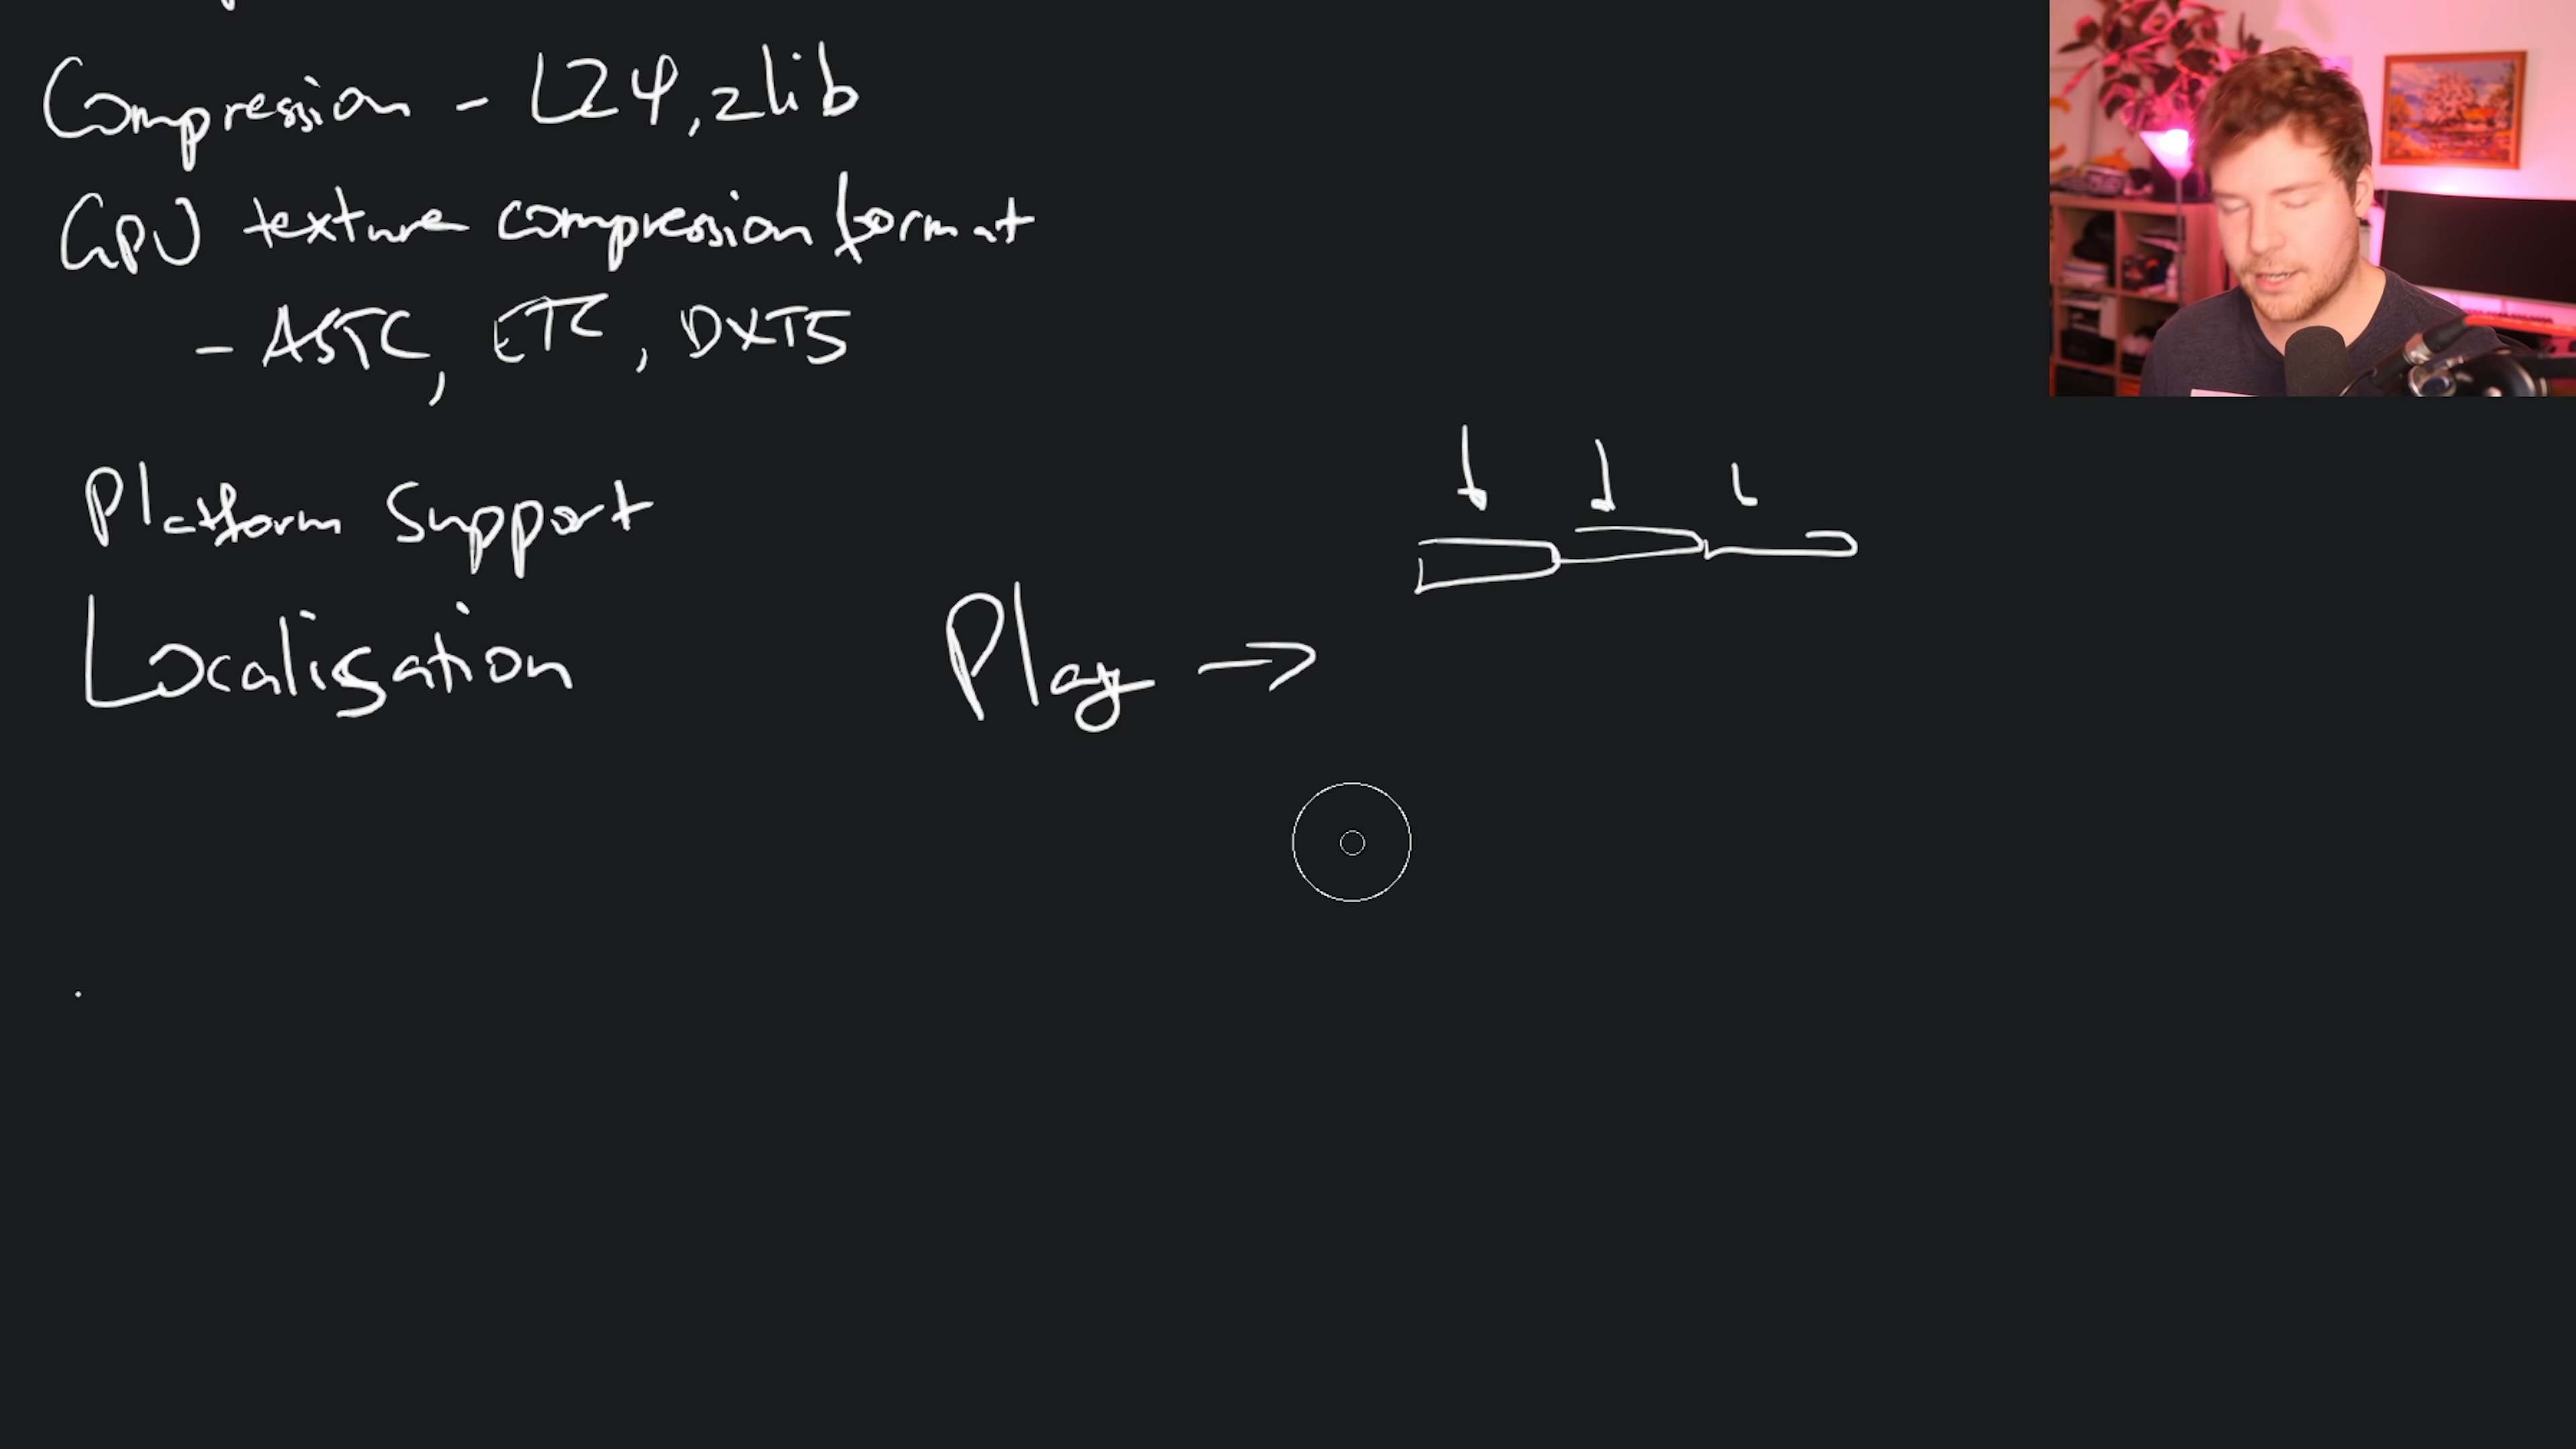 Compression - LZ4, zlib
GPU texture compression format
- ASTC, ETC, DXT5
Platform Support
Localisation
Play →